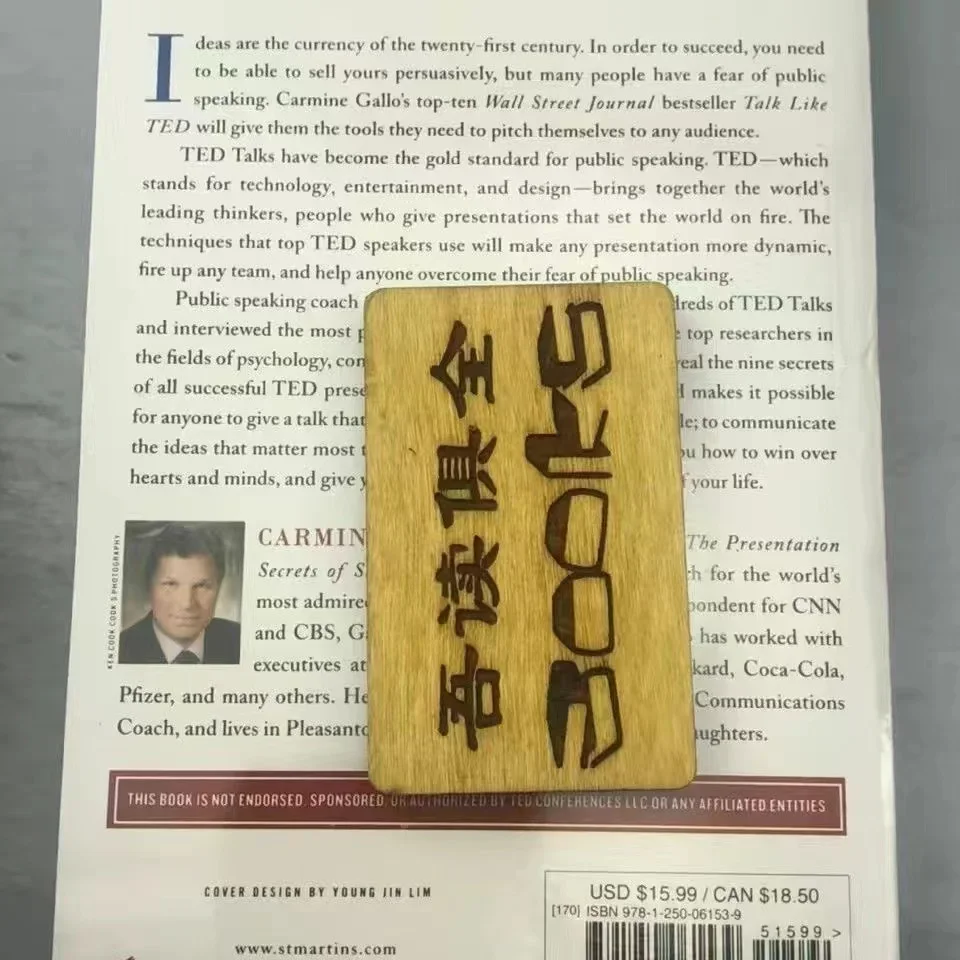 Ideas are the currency of the twenty-first century. In order to succeed, you need
to be able to sell yours persuasively, but many people have a fear of public
speaking. Carmine Gallo's top-ten Wall Street Journal bestseller Talk Like
TED will give them the tools they need to pitch themselves to any audience.
TED Talks have become the gold standard for public speaking. TED—which
stands for technology, entertainment, and design—brings together the world's
leading thinkers, people who give presentations that set the world on fire. The
techniques that top TED speakers use will make any presentation more dynamic,
fire up any team, and help anyone overcome their fear of public speaking.
Public speaking coach dreds of TED Talks
and interviewed the most top researchers in
the fields of psychology, con eal the nine secrets
of all successful TED prese makes it possible
for anyone to give a talk that le; to communicate
the ideas that matter most how to win over
hearts and minds, and give your life.
吾读俱全
BOOKS
KEN COOK COOK'S PHOTOGRAPHY
CARMIN The Presentation
Secrets of S for the world's
most admire pondent for CNN
and CBS, G has worked with
executives at kard, Coca-Cola,
Pfizer, and many others. He Communications
Coach, and lives in Pleasant ughters.
THIS BOOK IS NOT ENDORSED, SPONSORED, OR AUTHORIZED BY TED CONFERENCES LLC OR ANY AFFILIATED ENTITIES
COVER DESIGN BY YOUNG JIN LIM
www.stmartins.com
USD $15.99 / CAN $18.50
[170] ISBN 978-1-250-06153-9
51599 >